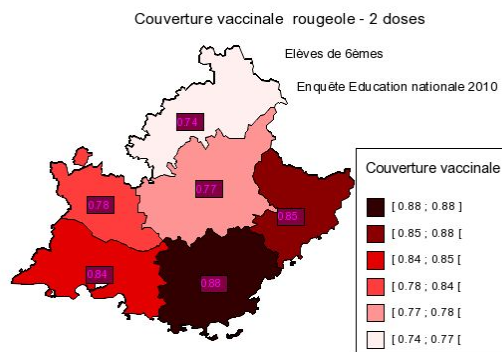 Couverture vaccinale rougeole - 2 doses
Elèves de 6èmes
Enquête Education nationale 2010
0.74
0.77
0.78
0.85
0.84
0.88
Couverture vaccinale
[ 0.88 ; 0.88 ]
[ 0.85 ; 0.88 [
[ 0.84 ; 0.85 [
[ 0.78 ; 0.84 [
[ 0.77 ; 0.78 [
[ 0.74 ; 0.77 [